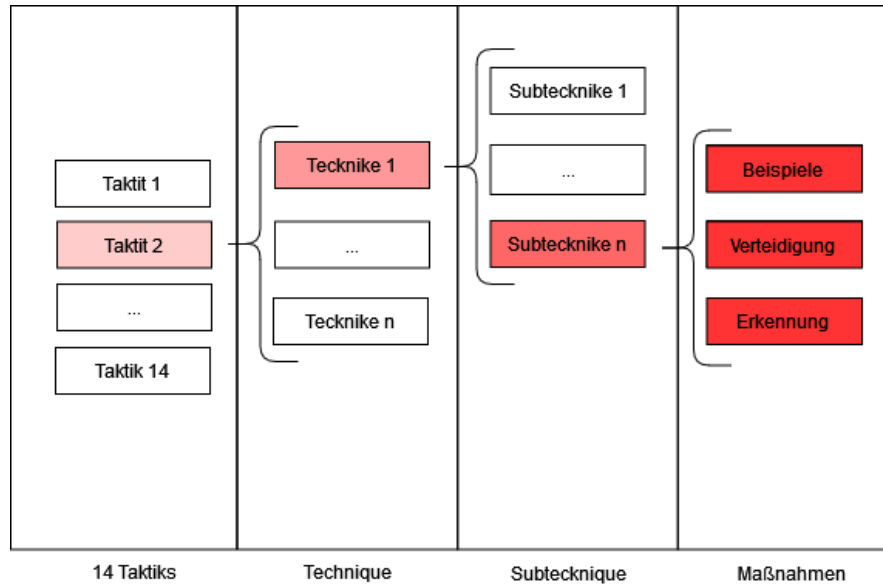 Taktit 1
Taktit 2
...
Taktik 14
Tecknike 1
...
Tecknike n
Subtecknike 1
...
Subtecknike n
Beispiele
Verteidigung
Erkennung
14 Taktiks
Technique
Subtecknique
Maßnahmen